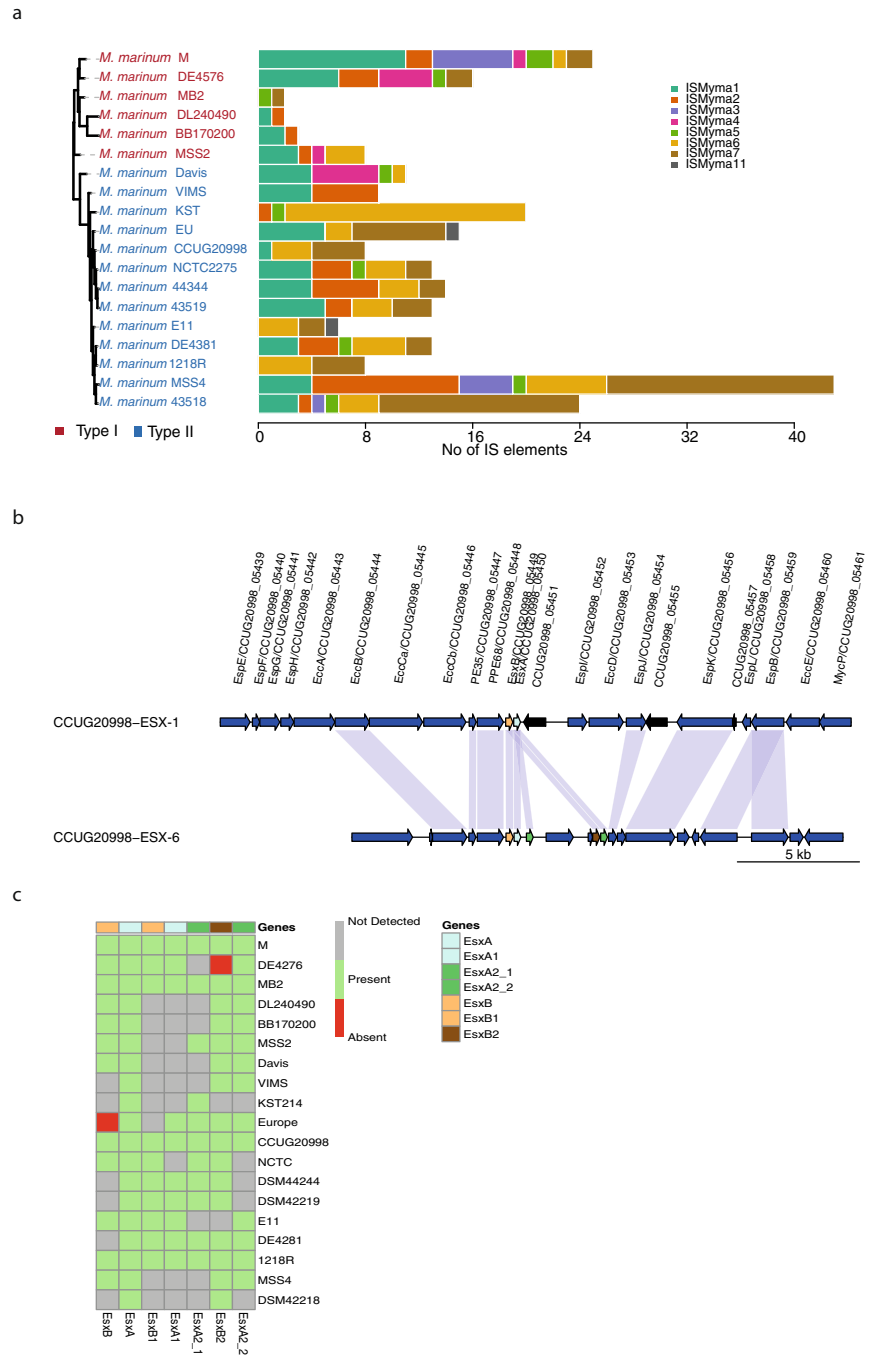 a
M. marinum M
M. marinum DE4576
M. marinum MB2
M. marinum DL240490
M. marinum BB170200
M. marinum MSS2
M. marinum Davis
M. marinum VIMS
M. marinum KST
M. marinum EU
M. marinum CCUG20998
M. marinum NCTC2275
M. marinum 44344
M. marinum 43519
M. marinum E11
M. marinum DE4381
M. marinum 1218R
M. marinum MSS4
M. marinum 43518
ISMyma1
ISMyma2
ISMyma3
ISMyma4
ISMyma5
ISMyma6
ISMyma7
ISMyma11
Type I Type II
0 8 16 24 32 40
No of IS elements
b
EspE/CCUG20998_05439
EspF/CCUG20998_05440
EspG/CCUG20998_05441
EspH/CCUG20998_05442
EccA/CCUG20998_05443
EccB/CCUG20998_05444
EccCa/CCUG20998_05445
EccCb/CCUG20998_05446
PE35/CCUG20998_05447
PPE68/CCUG20998_05448
EsxB/CCUG20998_05449
EsxA/CCUG20998_05450
CCUG20998_05451
EspI/CCUG20998_05452
EccD/CCUG20998_05453
EspJ/CCUG20998_05454
CCUG20998_05455
EspK/CCUG20998_05456
CCUG20998_05457
EspL/CCUG20998_05458
EspB/CCUG20998_05459
EccE/CCUG20998_05460
MycP/CCUG20998_05461
CCUG20998–ESX-1
CCUG20998–ESX-6
5 kb
c
Genes
M
DE4276
MB2
DL240490
BB170200
MSS2
Davis
VIMS
KST214
Europe
CCUG20998
NCTC
DSM44244
DSM42219
E11
DE4281
1218R
MSS4
DSM42218
EsxB
EsxA
EsxB1
EsxA1
EsxA2_1
EsxB2
EsxA2_2
Not Detected
Present
Absent
Genes
EsxA
EsxA1
EsxA2_1
EsxA2_2
EsxB
EsxB1
EsxB2